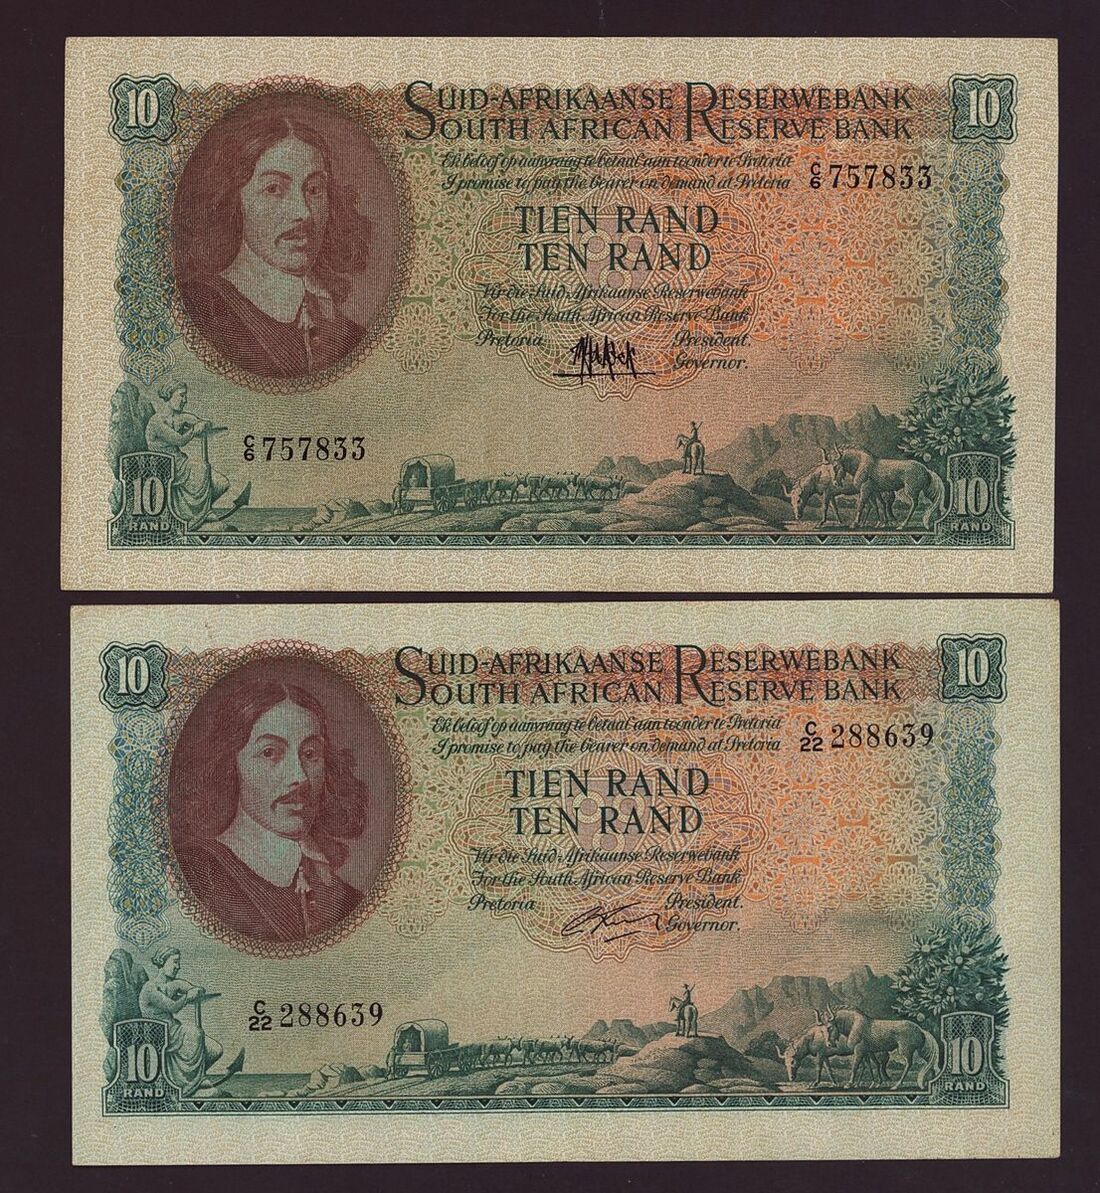 10
SUID-AFRIKAANSE RESERWEBANK
SOUTH AFRICAN RESERVE BANK
10
Ek beloof op aanvraag te betaal aan toonder te Pretoria
I promise to pay the bearer on demand at Pretoria
C/6 757833
TIEN RAND
TEN RAND
Vir die Suid-Afrikaanse Reserwebank
For the South African Reserve Bank
Pretoria President.
Governor.
C/6 757833
10 RAND
10 RAND
10
SUID-AFRIKAANSE RESERWEBANK
SOUTH AFRICAN RESERVE BANK
10
Ek beloof op aanvraag te betaal aan toonder te Pretoria
I promise to pay the bearer on demand at Pretoria
C/22 288639
TIEN RAND
TEN RAND
Vir die Suid-Afrikaanse Reserwebank
For the South African Reserve Bank
Pretoria President.
Governor.
C/22 288639
10 RAND
10 RAND